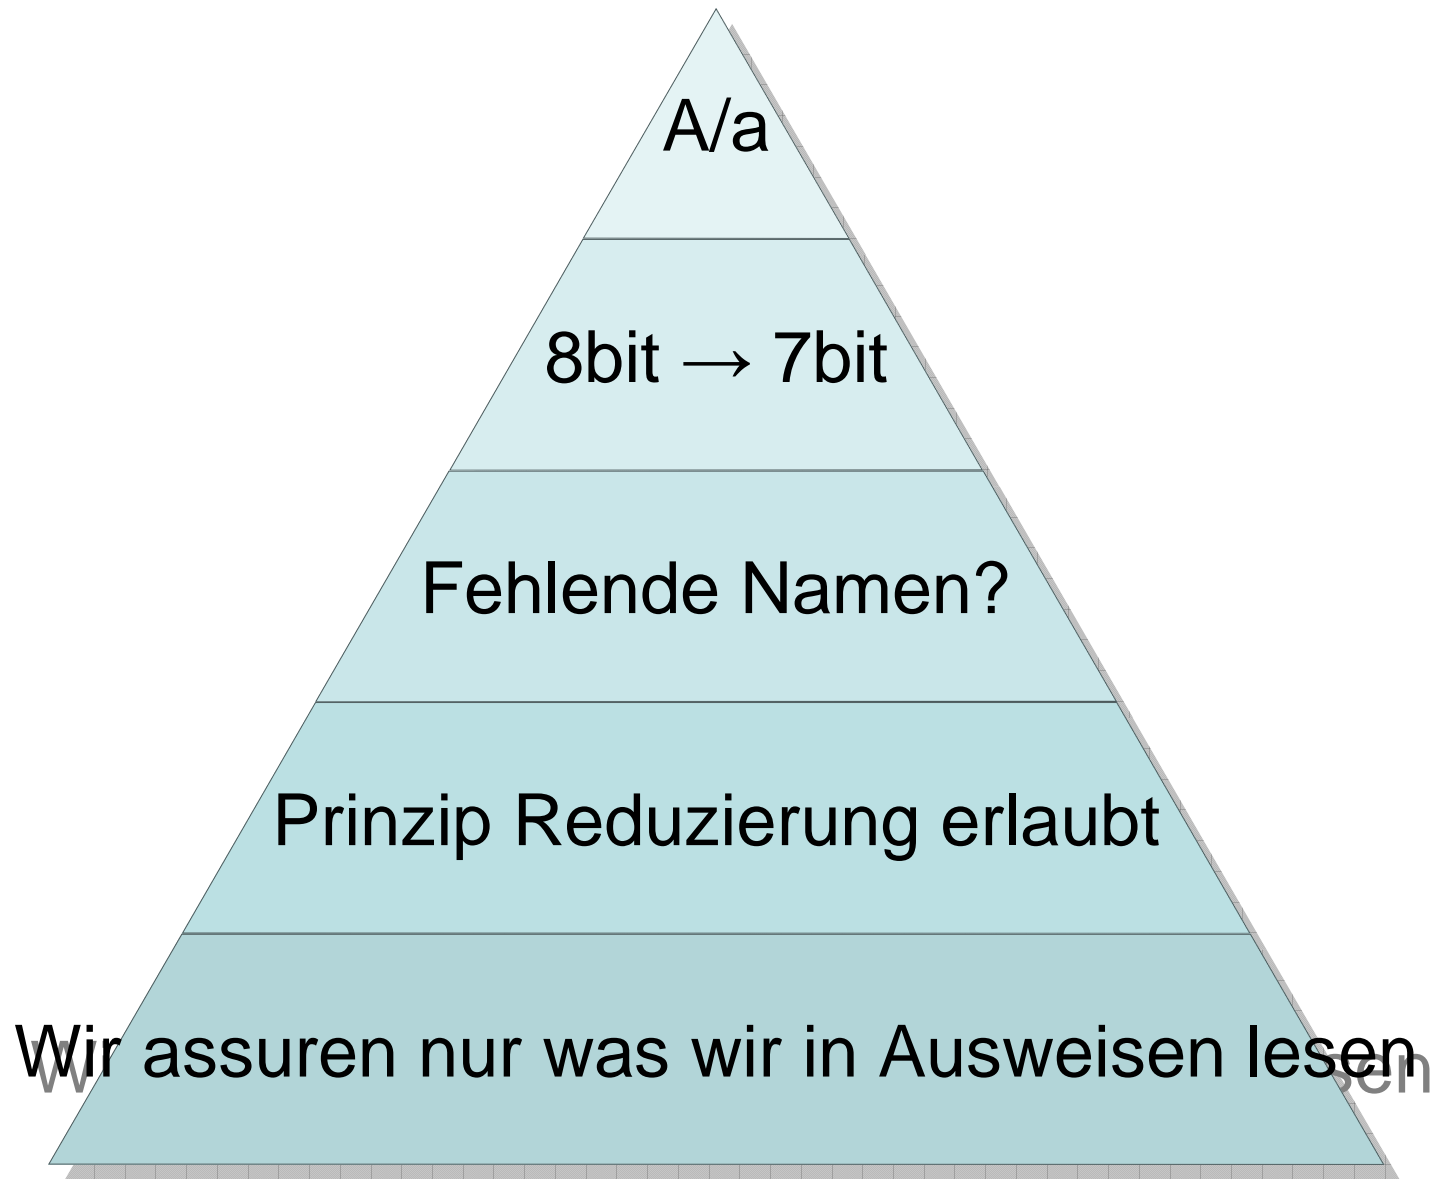 A/a
8bit → 7bit
Fehlende Namen?
Prinzip Reduzierung erlaubt
Wir assuren nur was wir in Ausweisen lesen